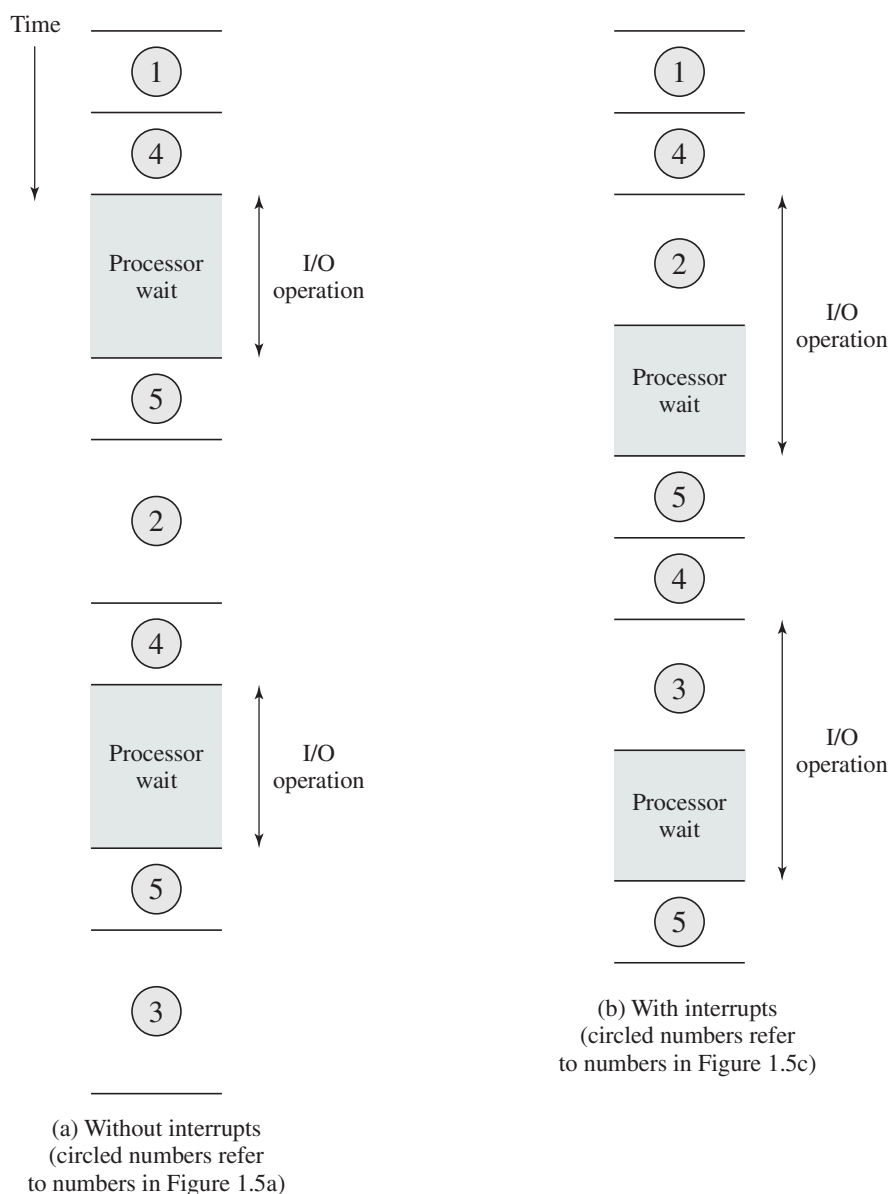 Time
1
4
Processor
wait
I/O
operation
5
2
4
Processor
wait
I/O
operation
5
3
(a) Without interrupts
(circled numbers refer
to numbers in Figure 1.5a)
1
4
2
I/O
operation
Processor
wait
5
4
3
I/O
operation
Processor
wait
5
(b) With interrupts
(circled numbers refer
to numbers in Figure 1.5c)